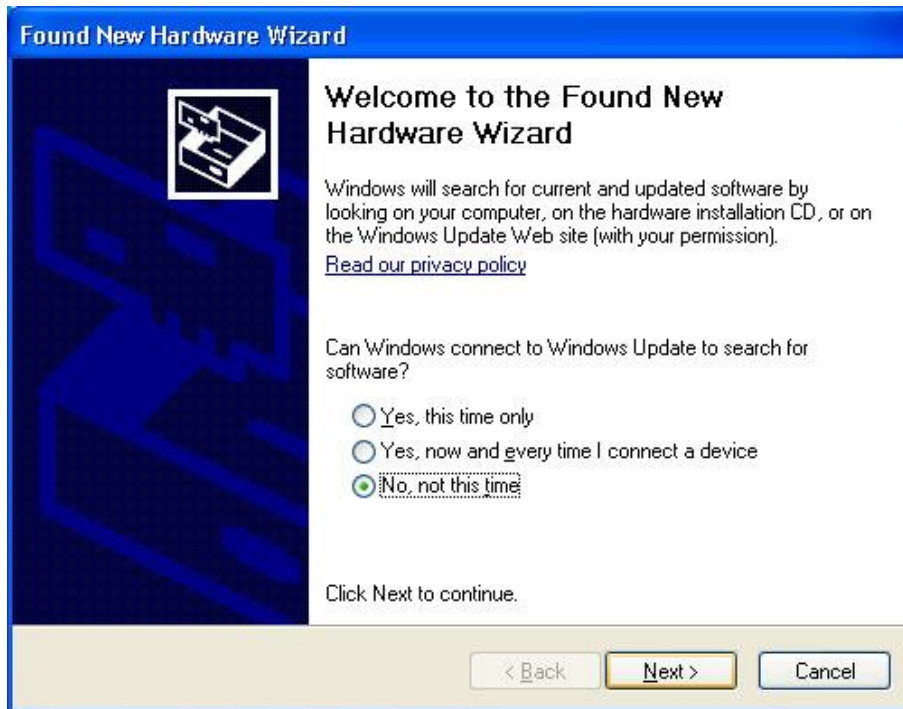 Found New Hardware Wizard
Welcome to the Found New
Hardware Wizard
Windows will search for current and updated software by
looking on your computer, on the hardware installation CD, or on
the Windows Update Web site (with your permission).
Read our privacy policy
Can Windows connect to Windows Update to search for
software?
Yes, this time only
Yes, now and every time I connect a device
No, not this time
Click Next to continue.
< Back Next > Cancel